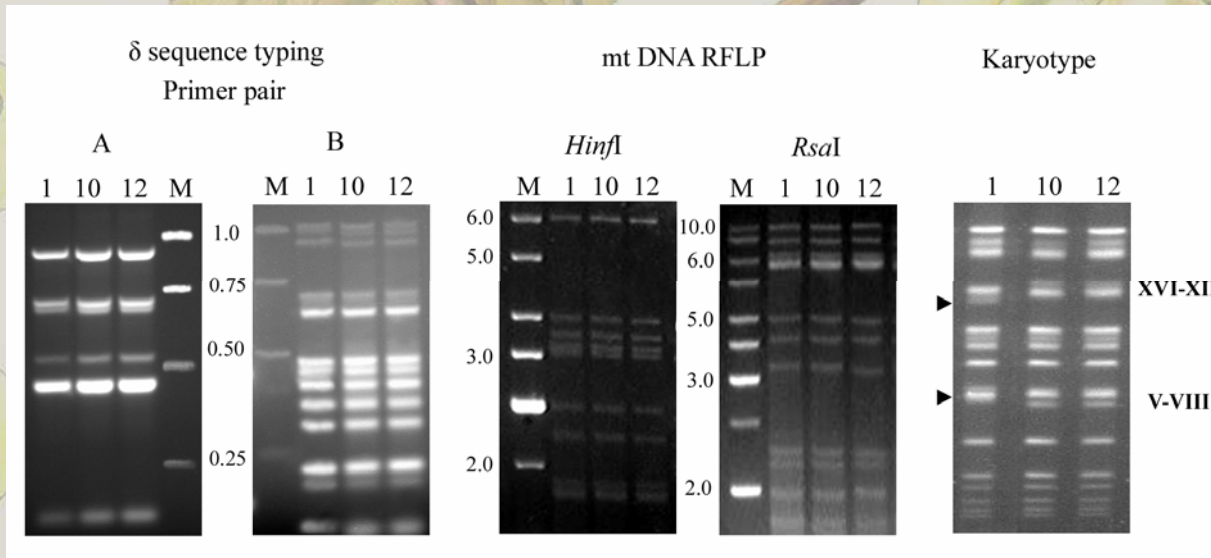 δ sequence typing
Primer pair
mt DNA RFLP
Karyotype
A
B
HinfI
RsaI
1 10 12 M
M 1 10 12
M 1 10 12
M 1 10 12
1 10 12
1.0
0.75
0.50
0.25
6.0
5.0
3.0
2.0
10.0
6.0
5.0
3.0
2.0
XVI-XII
V-VIII